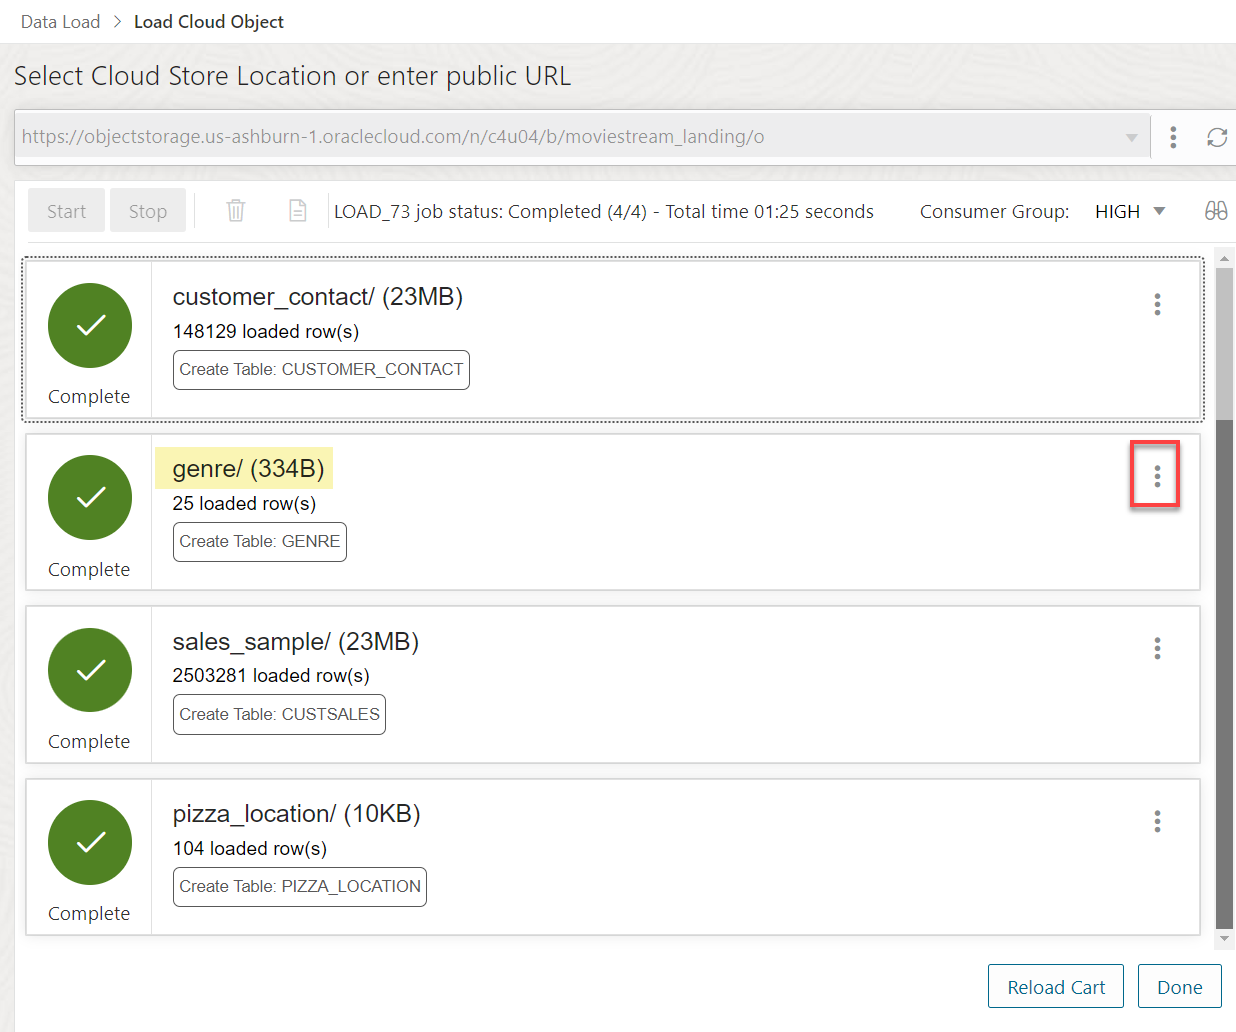 Data Load > Load Cloud Object
Select Cloud Store Location or enter public URL
https://objectstorage.us-ashburn-1.oraclecloud.com/n/c4u04/b/moviestream_landing/o
Start Stop LOAD_73 job status: Completed (4/4) - Total time 01:25 seconds Consumer Group: HIGH
customer_contact/ (23MB)
148129 loaded row(s)
Create Table: CUSTOMER_CONTACT
Complete
genre/ (334B)
25 loaded row(s)
Create Table: GENRE
Complete
sales_sample/ (23MB)
2503281 loaded row(s)
Create Table: CUSTSALES
Complete
pizza_location/ (10KB)
104 loaded row(s)
Create Table: PIZZA_LOCATION
Complete
Reload Cart Done